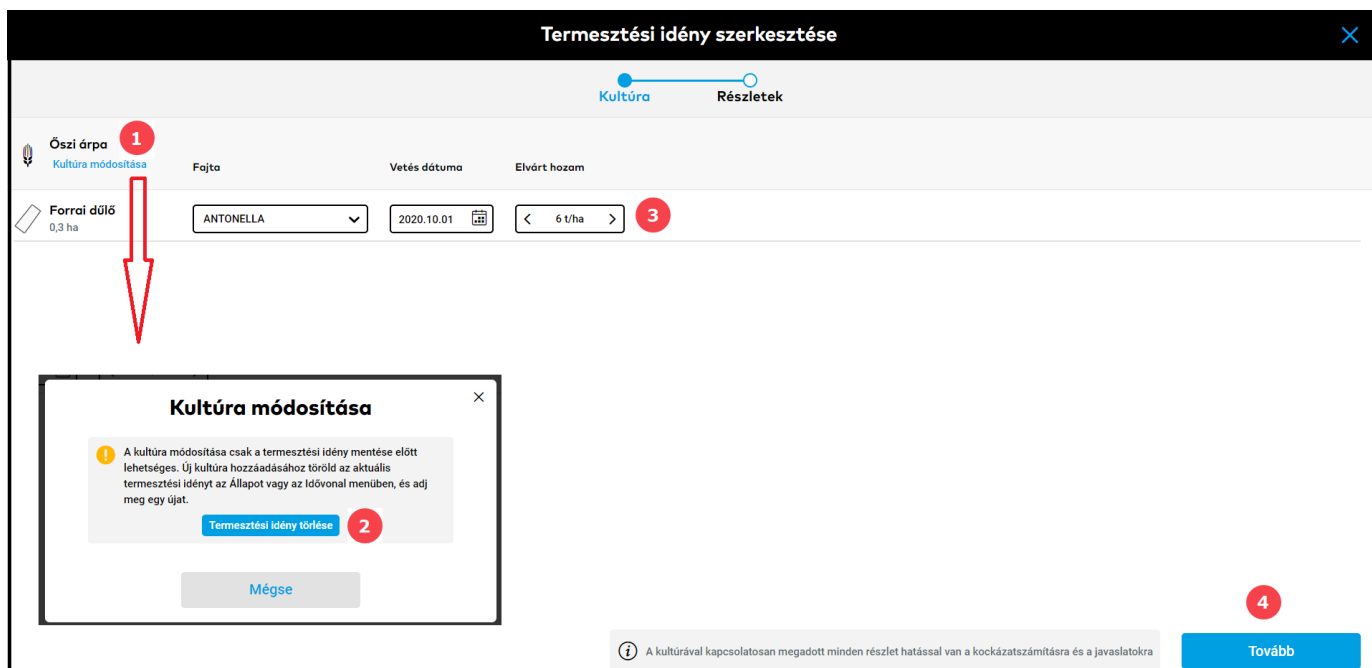 Termesztési idény szerkesztése
Kultúra Részletek
Őszi árpa 1
Kultúra módosítása Fajta Vetés dátuma Elvárt hozam
Forrai dűlő
0,3 ha
ANTONELLA 2020.10.01 6 t/ha 3
Kultúra módosítása
A kultúra módosítása csak a termesztési idény mentése előtt
lehetséges. Új kultúra hozzáadásához töröld az aktuális
termesztési idényt az Állapot vagy az Idővonal menüben, és adj
meg egy újat.
Termesztési idény törlése 2
Mégse
4
A kultúrával kapcsolatosan megadott minden részlet hatással van a kockázatszámításra és a javaslatokra
Tovább